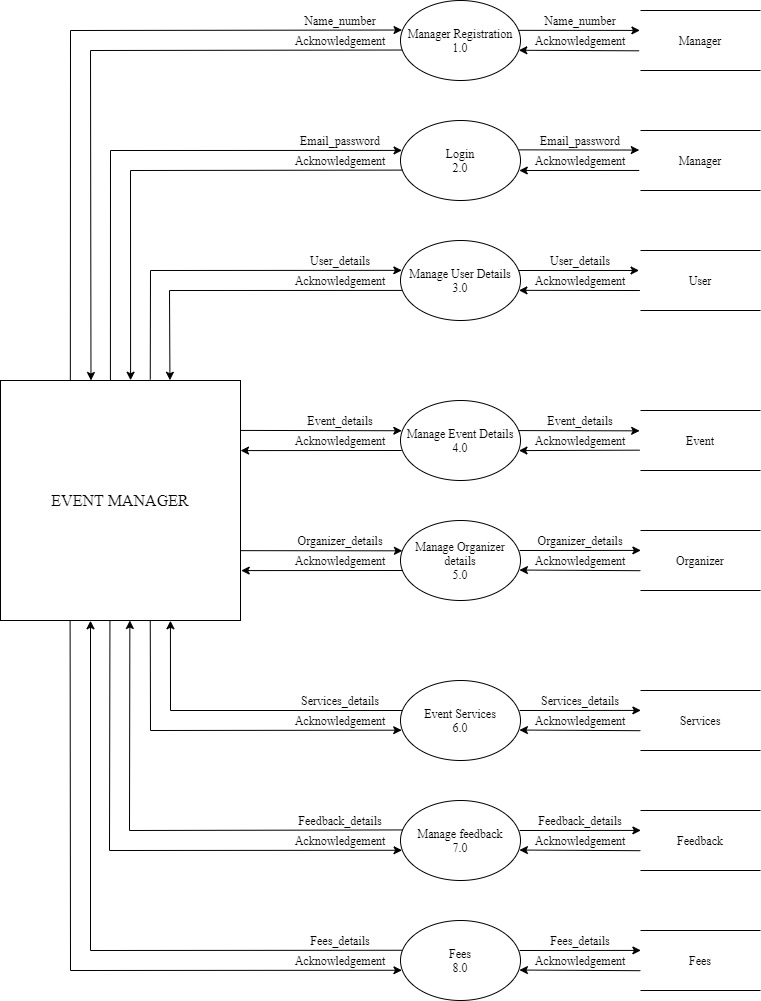 Name_number
Name_number
Manager Registration
1.0
Acknowledgement
Acknowledgement
Manager
Email_password
Email_password
Login
2.0
Acknowledgement
Acknowledgement
Manager
User_details
User_details
Manage User Details
3.0
Acknowledgement
Acknowledgement
User
Event_details
Event_details
Manage Event Details
4.0
Acknowledgement
Acknowledgement
Event
EVENT MANAGER
Organizer_details
Organizer_details
Manage Organizer
details
5.0
Acknowledgement
Acknowledgement
Organizer
Services_details
Services_details
Event Services
6.0
Acknowledgement
Acknowledgement
Services
Feedback_details
Feedback_details
Manage feedback
7.0
Acknowledgement
Acknowledgement
Feedback
Fees_details
Fees_details
Fees
8.0
Acknowledgement
Acknowledgement
Fees